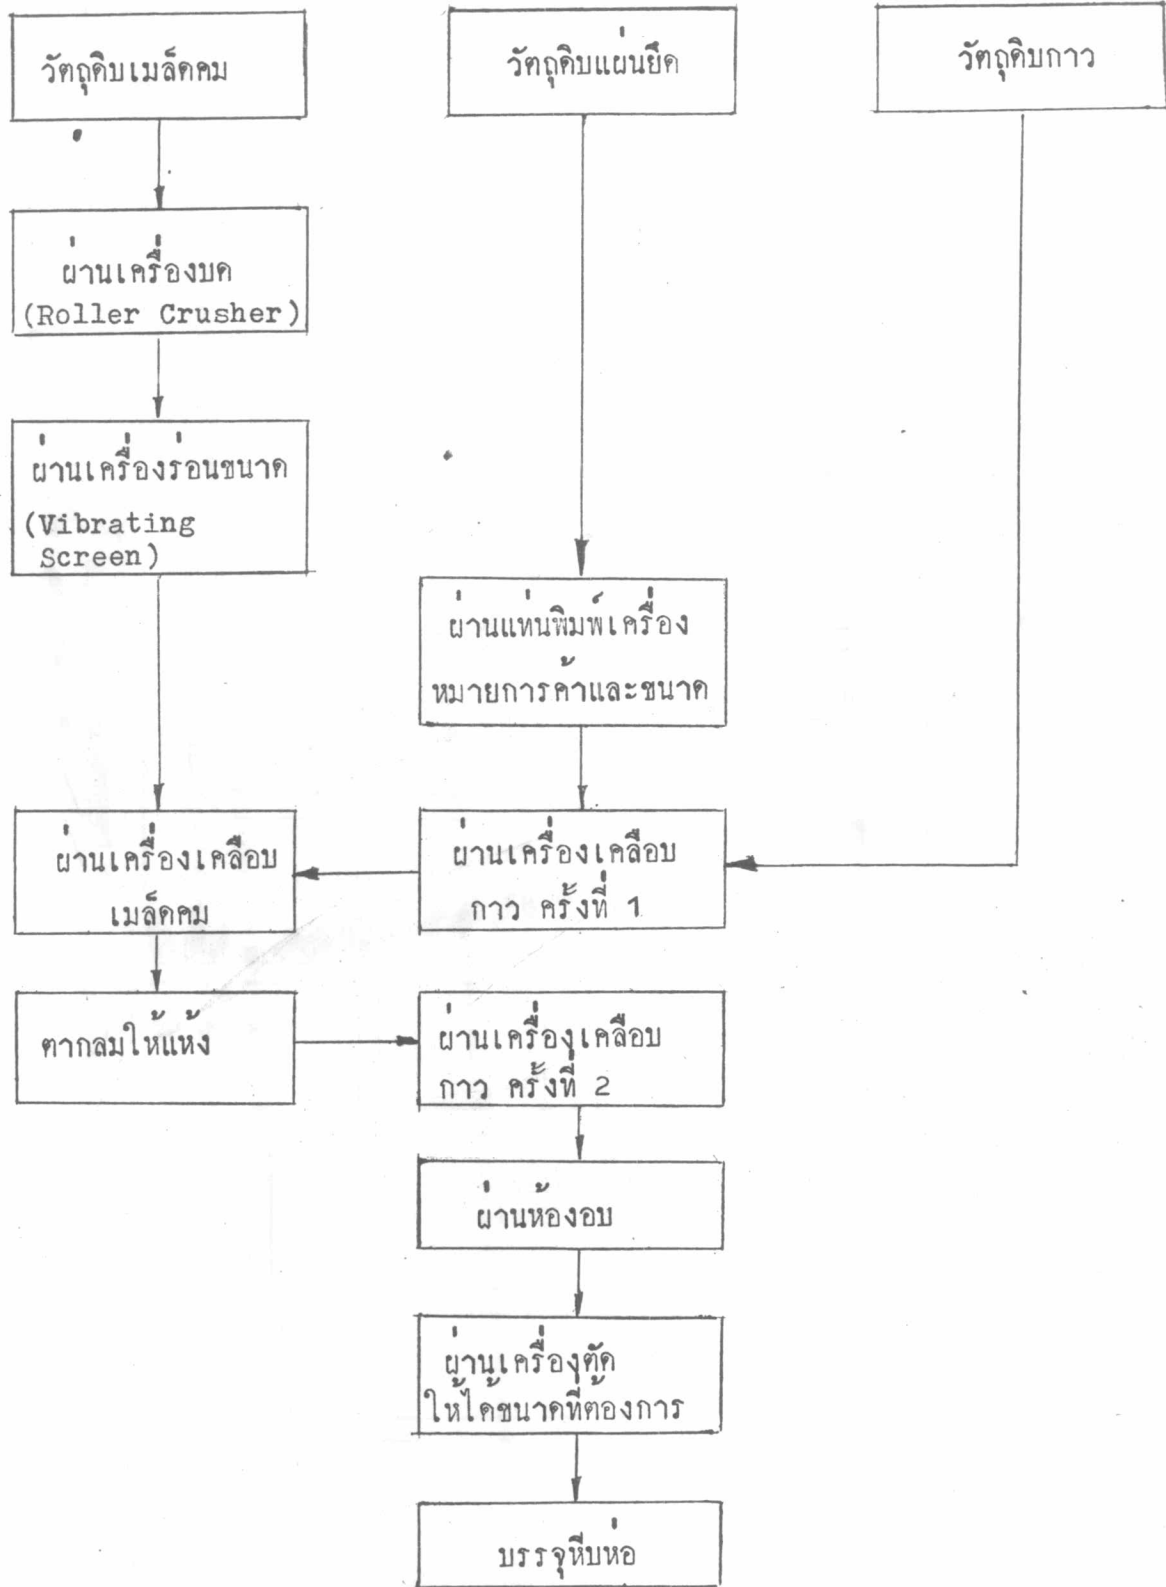 วัตถุดิบเมล็ดคม
วัตถุดิบแผ่นยึด
วัตถุดิบกาว
ผ่านเครื่องบด
(Roller Crusher)
ผ่านเครื่องร่อนขนาด
(Vibrating
Screen)
ผ่านแท่นพิมพ์เครื่อง
หมายการค้าและขนาด
ผ่านเครื่องเคลือบ
เมล็ดคม
ผ่านเครื่องเคลือบ
กาว ครั้งที่ 1
ตากลมให้แห้ง
ผ่านเครื่องเคลือบ
กาว ครั้งที่ 2
ผ่านห้องอบ
ผ่านเครื่องตัด
ให้ได้ขนาดที่ต้องการ
บรรจุหีบห่อ